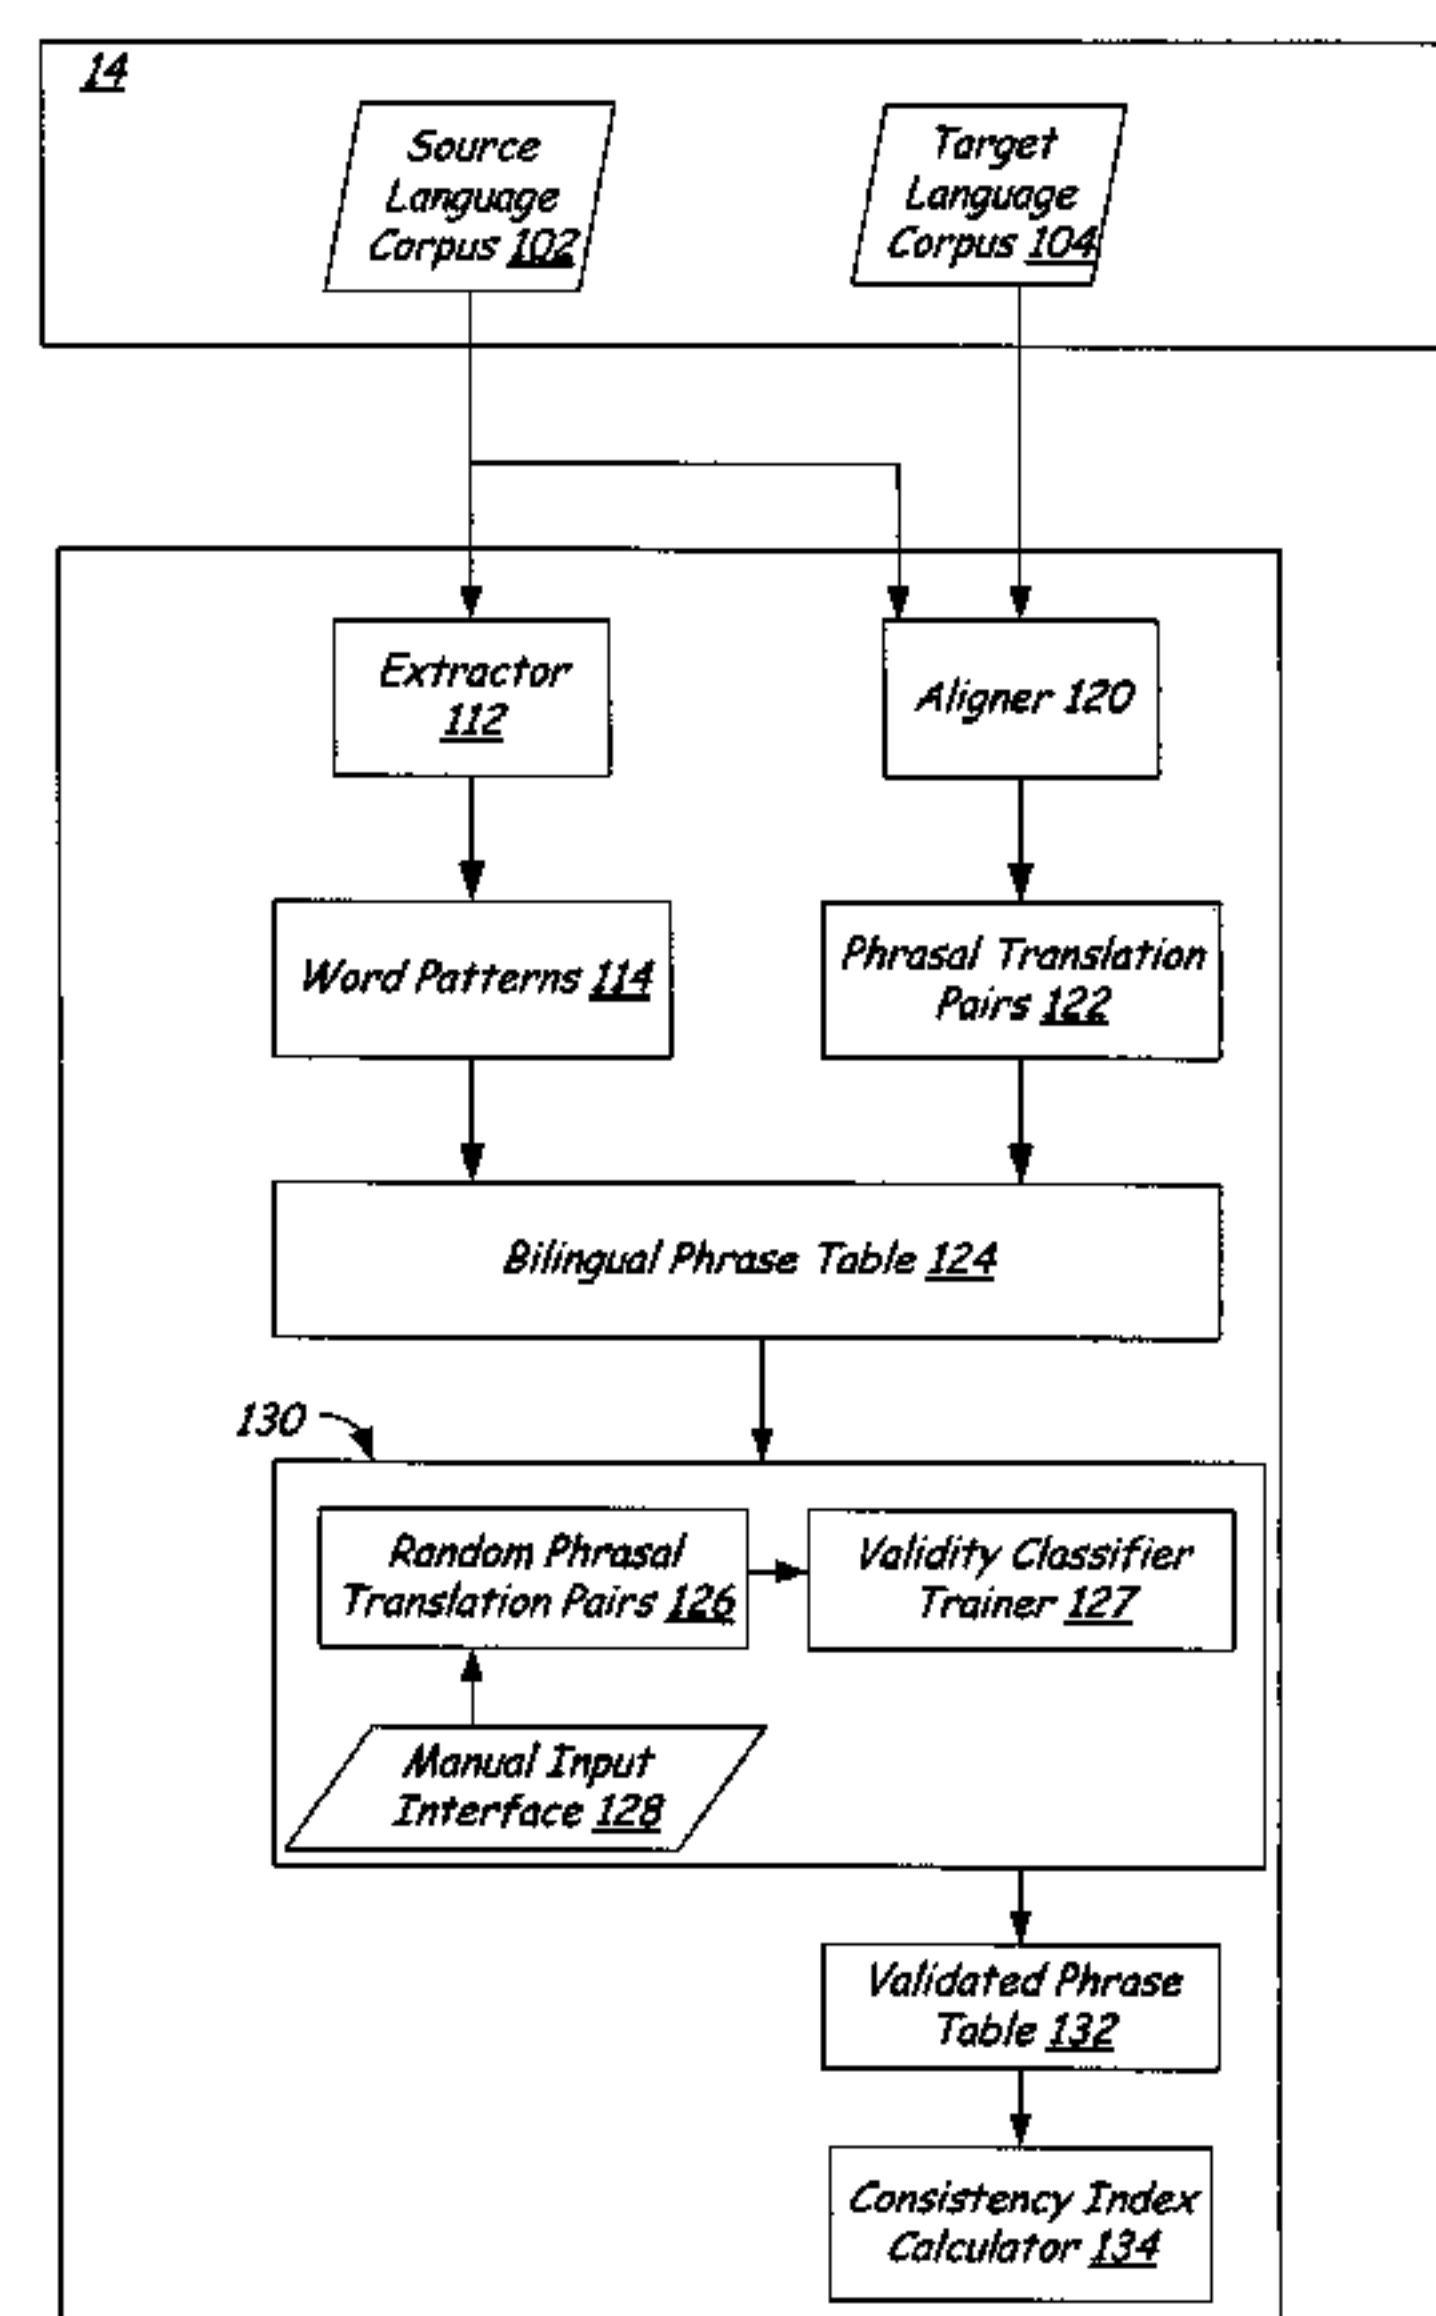 14
Source
Language
Corpus 102
Target
Language
Corpus 104
Extractor
112
Aligner 120
Word Patterns 114
Phrasal Translation
Pairs 122
Bilingual Phrase Table 124
130
Random Phrasal
Translation Pairs 126
Validity Classifier
Trainer 127
Manual Input
Interface 128
Validated Phrase
Table 132
Consistency Index
Calculator 134